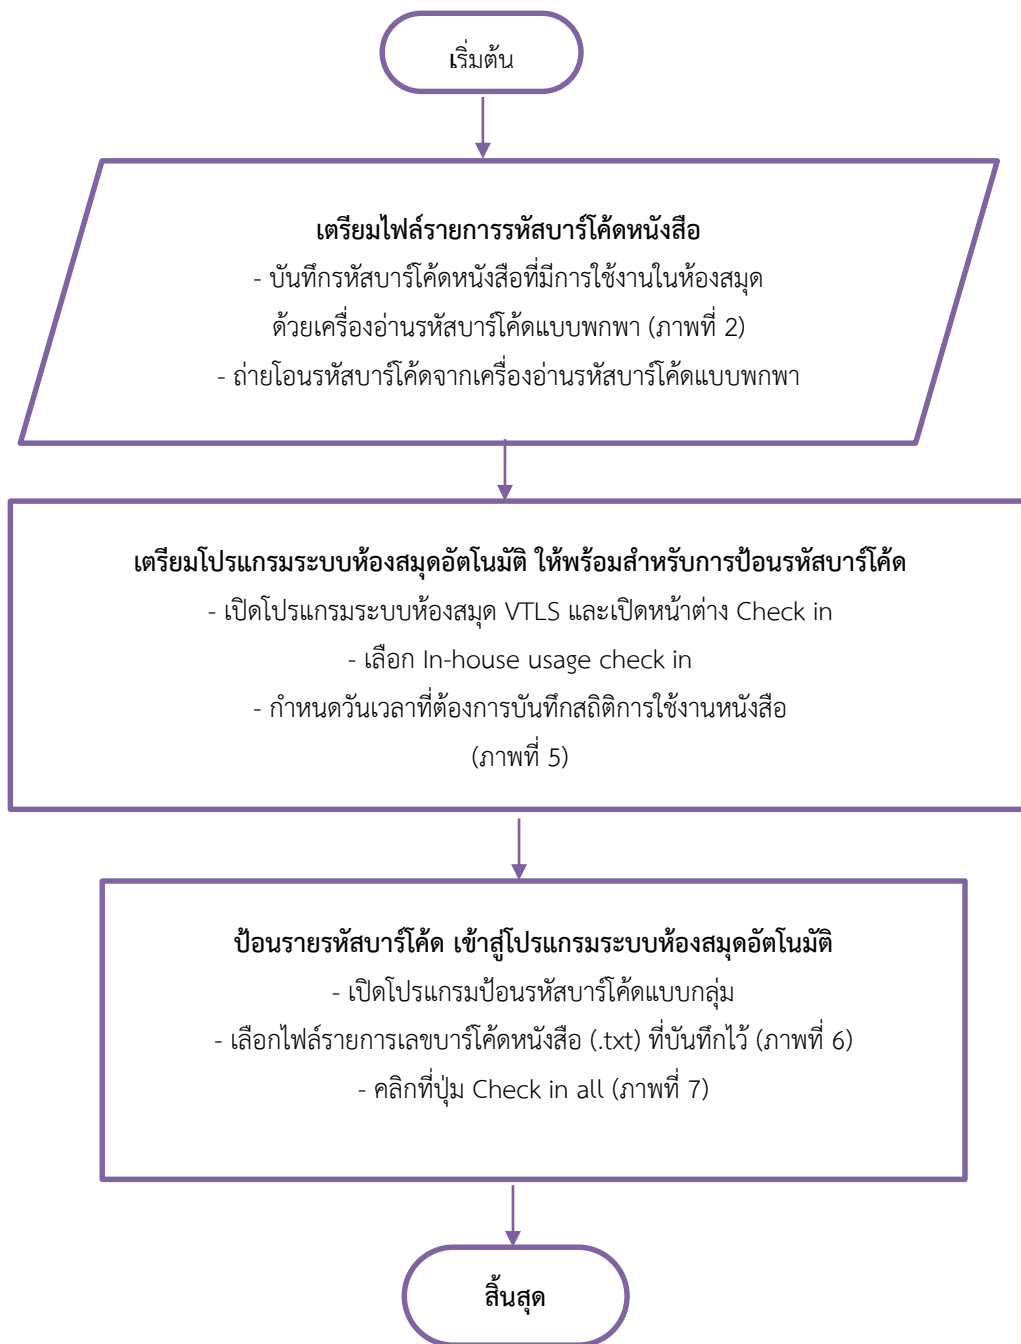 เริ่มต้น
เตรียมไฟล์รายการรหัสบาร์โค้ดหนังสือ
- บันทึกรหัสบาร์โค้ดหนังสือที่มีการใช้งานในห้องสมุด
ด้วยเครื่องอ่านรหัสบาร์โค้ดแบบพกพา (ภาพที่ 2)
- ถ่ายโอนรหัสบาร์โค้ดจากเครื่องอ่านรหัสบาร์โค้ดแบบพกพา
เตรียมโปรแกรมระบบห้องสมุดอัตโนมัติ ให้พร้อมสำหรับการป้อนรหัสบาร์โค้ด
- เปิดโปรแกรมระบบห้องสมุด VTLS และเปิดหน้าต่าง Check in
- เลือก In-house usage check in
- กำหนดวันเวลาที่ต้องการบันทึกสถิติการใช้งานหนังสือ
(ภาพที่ 5)
ป้อนรายรหัสบาร์โค้ด เข้าสู่โปรแกรมระบบห้องสมุดอัตโนมัติ
- เปิดโปรแกรมป้อนรหัสบาร์โค้ดแบบกลุ่ม
- เลือกไฟล์รายการเลขบาร์โค้ดหนังสือ (.txt) ที่บันทึกไว้ (ภาพที่ 6)
- คลิกที่ปุ่ม Check in all (ภาพที่ 7)
สิ้นสุด